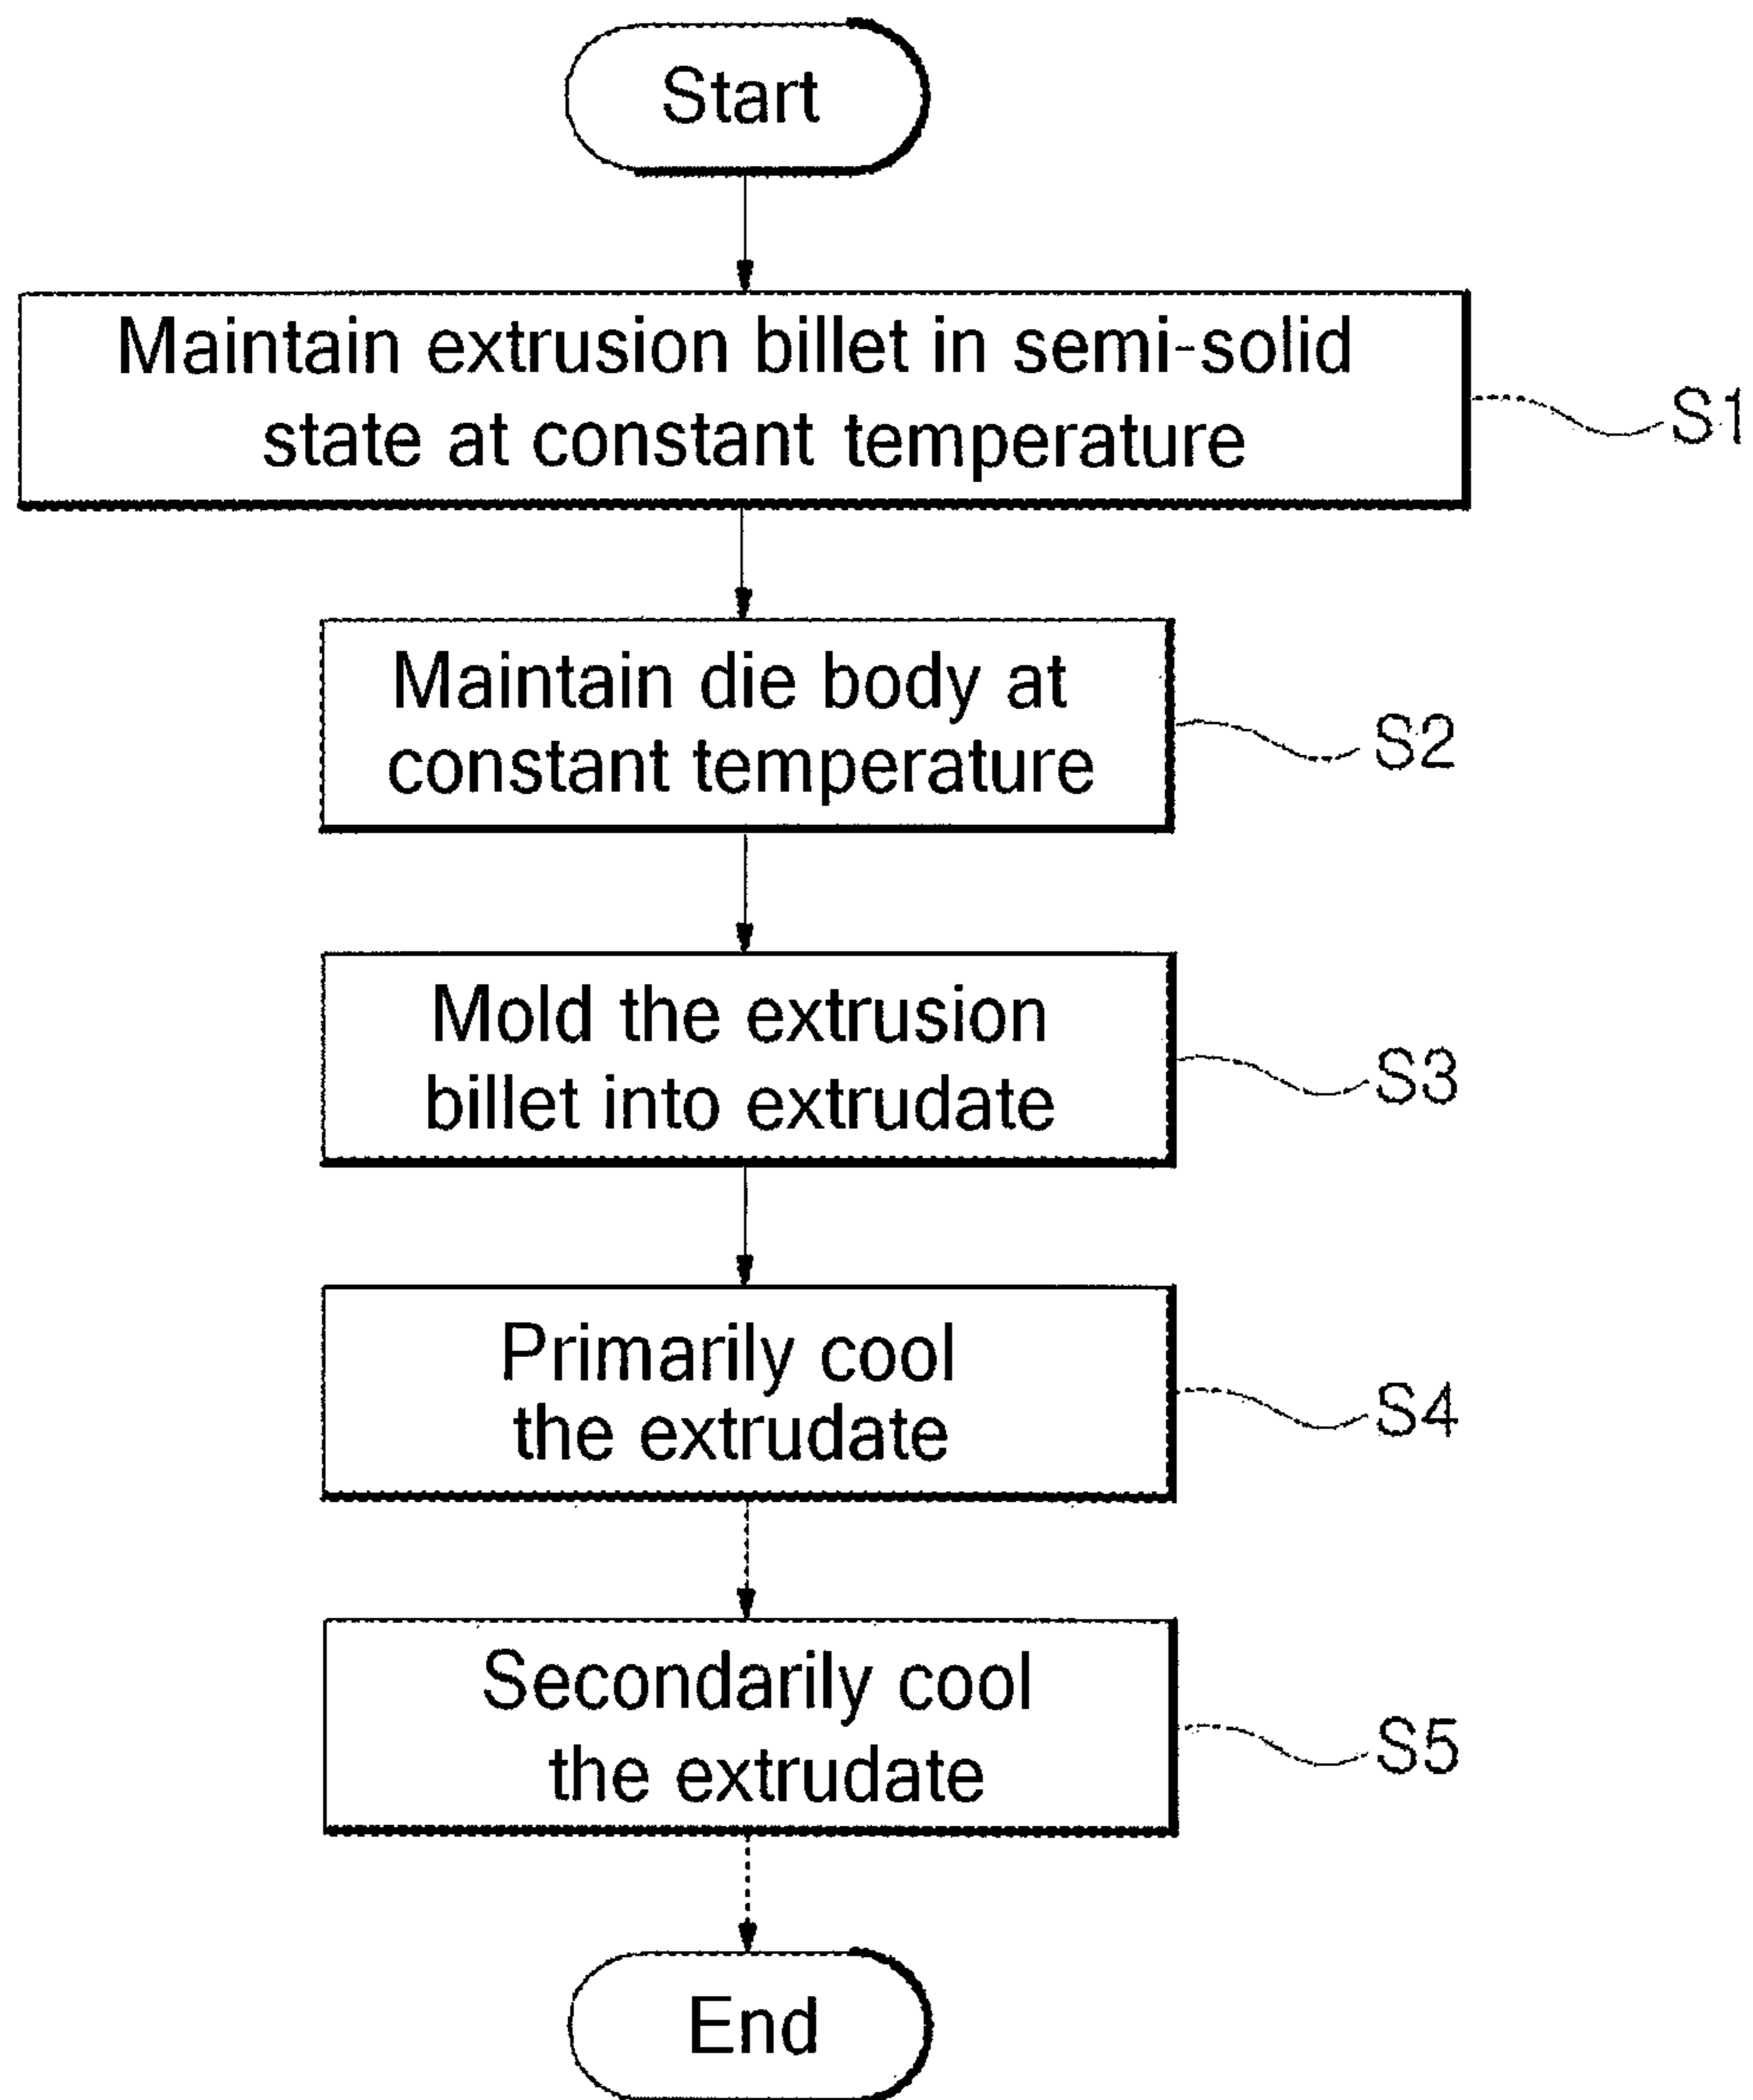 Start
Maintain extrusion billet in semi-solid
state at constant temperature
S1
Maintain die body at
constant temperature
S2
Mold the extrusion
billet into extrudate
S3
Primarily cool
the extrudate
S4
Secondarily cool
the extrudate
S5
End